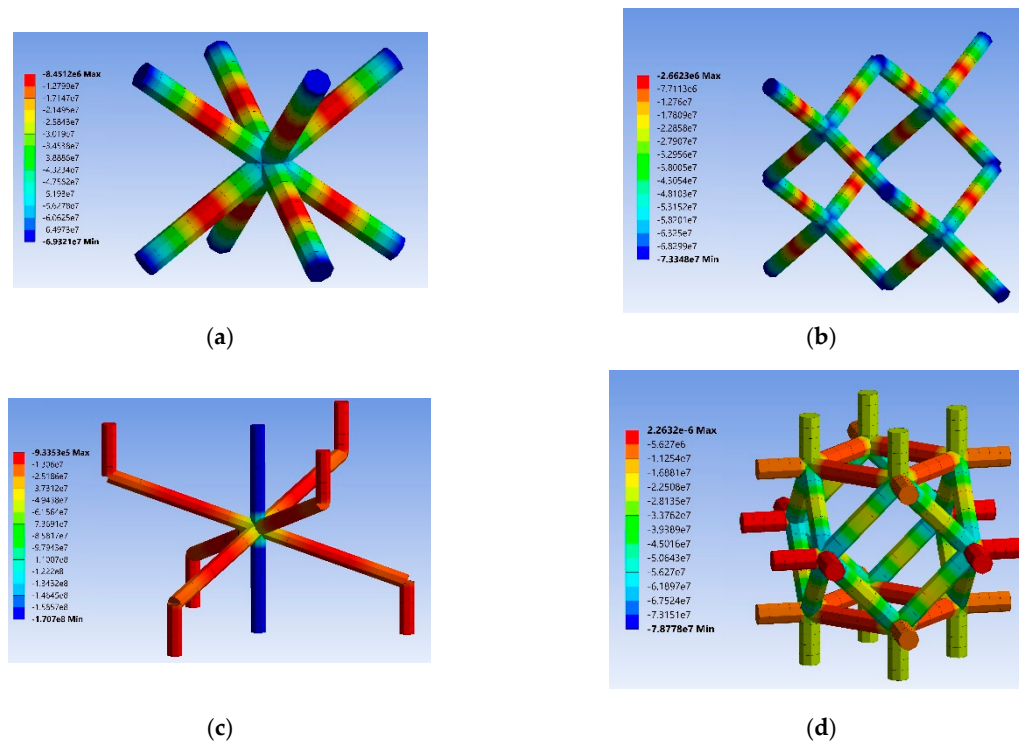 -8.4512e6 Max
-1.2799e7
-1.7147e7
-2.1495e7
-2.5843e7
-3.019e7
-3.4538e7
3.8886e7
-4.3234e7
-4.7582e7
5.193e7
-5.6278e7
-6.0625e7
6.4973e7
-6.9321e7 Min
-2.6623e6 Max
-7.7113e6
-1.276e7
-1.7809e7
-2.2858e7
-2.7907e7
-3.2956e7
-3.8005e7
-4.3054e7
-4.8103e7
-5.3152e7
-5.8201e7
-6.325e7
-6.8299e7
-7.3348e7 Min
(a)
(b)
-9.3353e5 Max
-1.306e7
-2.5186e7
-3.7312e7
-4.9438e7
-6.1564e7
-7.3691e7
-8.5817e7
-9.7943e7
-1.1007e8
-1.222e8
-1.3432e8
-1.4645e8
-1.5857e8
-1.707e8 Min
2.2632e-6 Max
-5.627e6
-1.1254e7
-1.6881e7
-2.2508e7
-2.8135e7
-3.3762e7
-3.9389e7
-4.5016e7
-5.0643e7
-5.627e7
-6.1897e7
-6.7524e7
-7.3151e7
-7.8778e7 Min
(c)
(d)